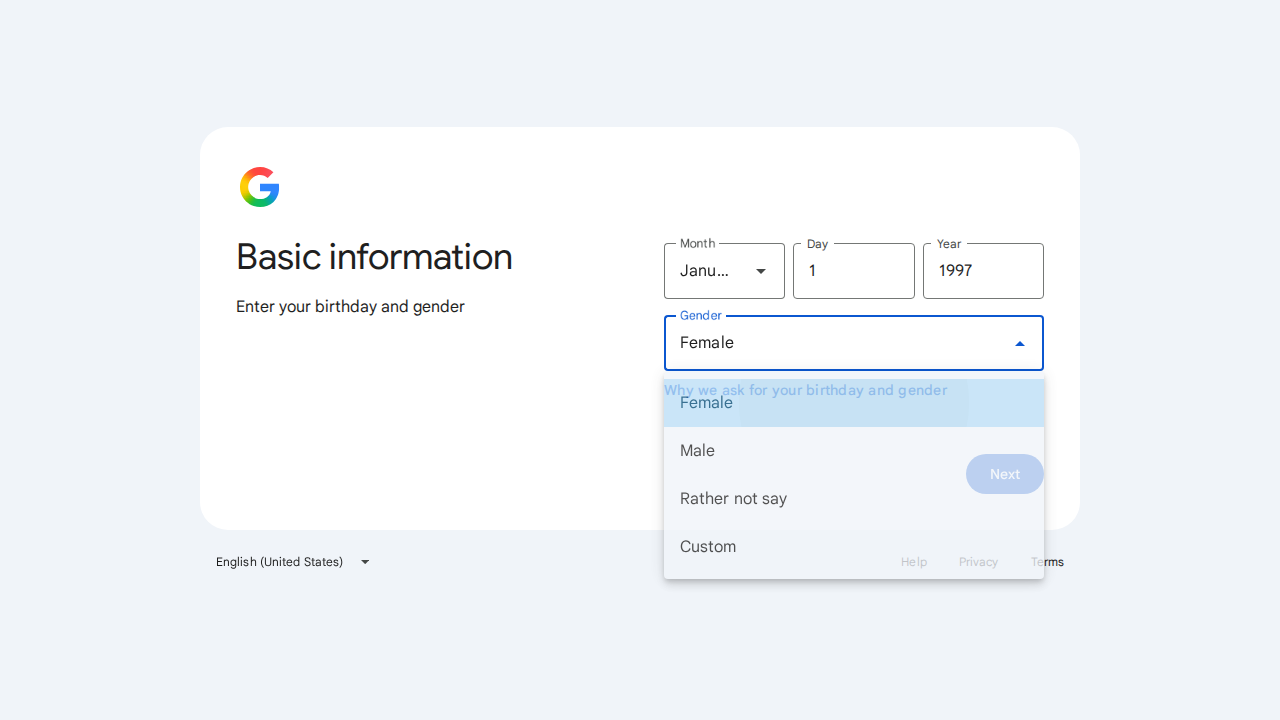 Basic information
Enter your birthday and gender
Month
Janu...
Day
1
Year
1997
Gender
Female
Why we ask for your birthday and gender
Female
Male
Rather not say
Custom
Next
English (United States)
Help
Privacy
Terms